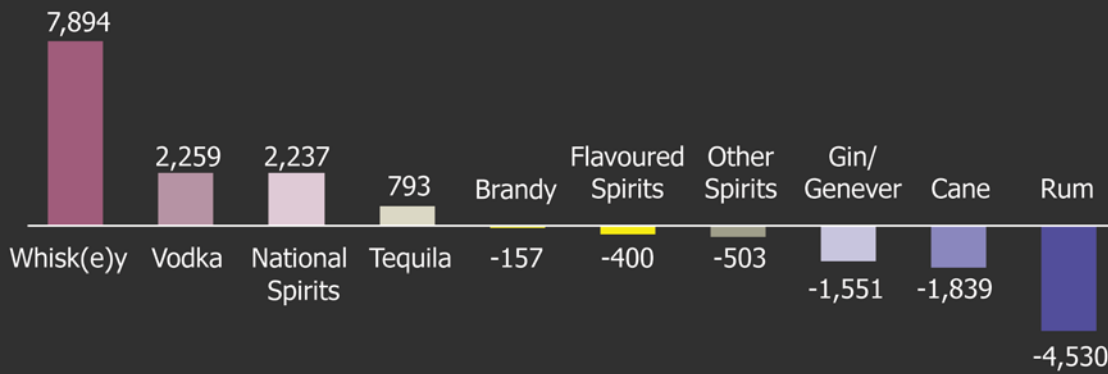 7,894
2,259
2,237
793
Whisk(e)y
Vodka
National
Spirits
Tequila
Brandy
-157
Flavoured
Spirits
-400
Other
Spirits
-503
Gin/
Genever
-1,551
Cane
-1,839
Rum
-4,530